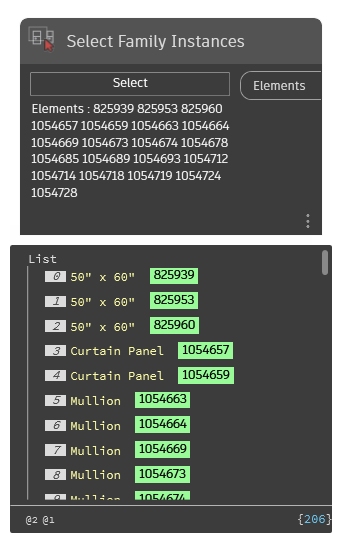 Select Family Instances
Select
Elements
Elements : 825939 825953 825960
1054657 1054659 1054663 1054664
1054669 1054673 1054674 1054678
1054685 1054689 1054693 1054712
1054714 1054718 1054719 1054724
1054728
List
0 50" x 60" 825939
1 50" x 60" 825953
2 50" x 60" 825960
3 Curtain Panel 1054657
4 Curtain Panel 1054659
5 Mullion 1054663
6 Mullion 1054664
7 Mullion 1054669
8 Mullion 1054673
9 Mullion 1054674
@2 @1 {206}